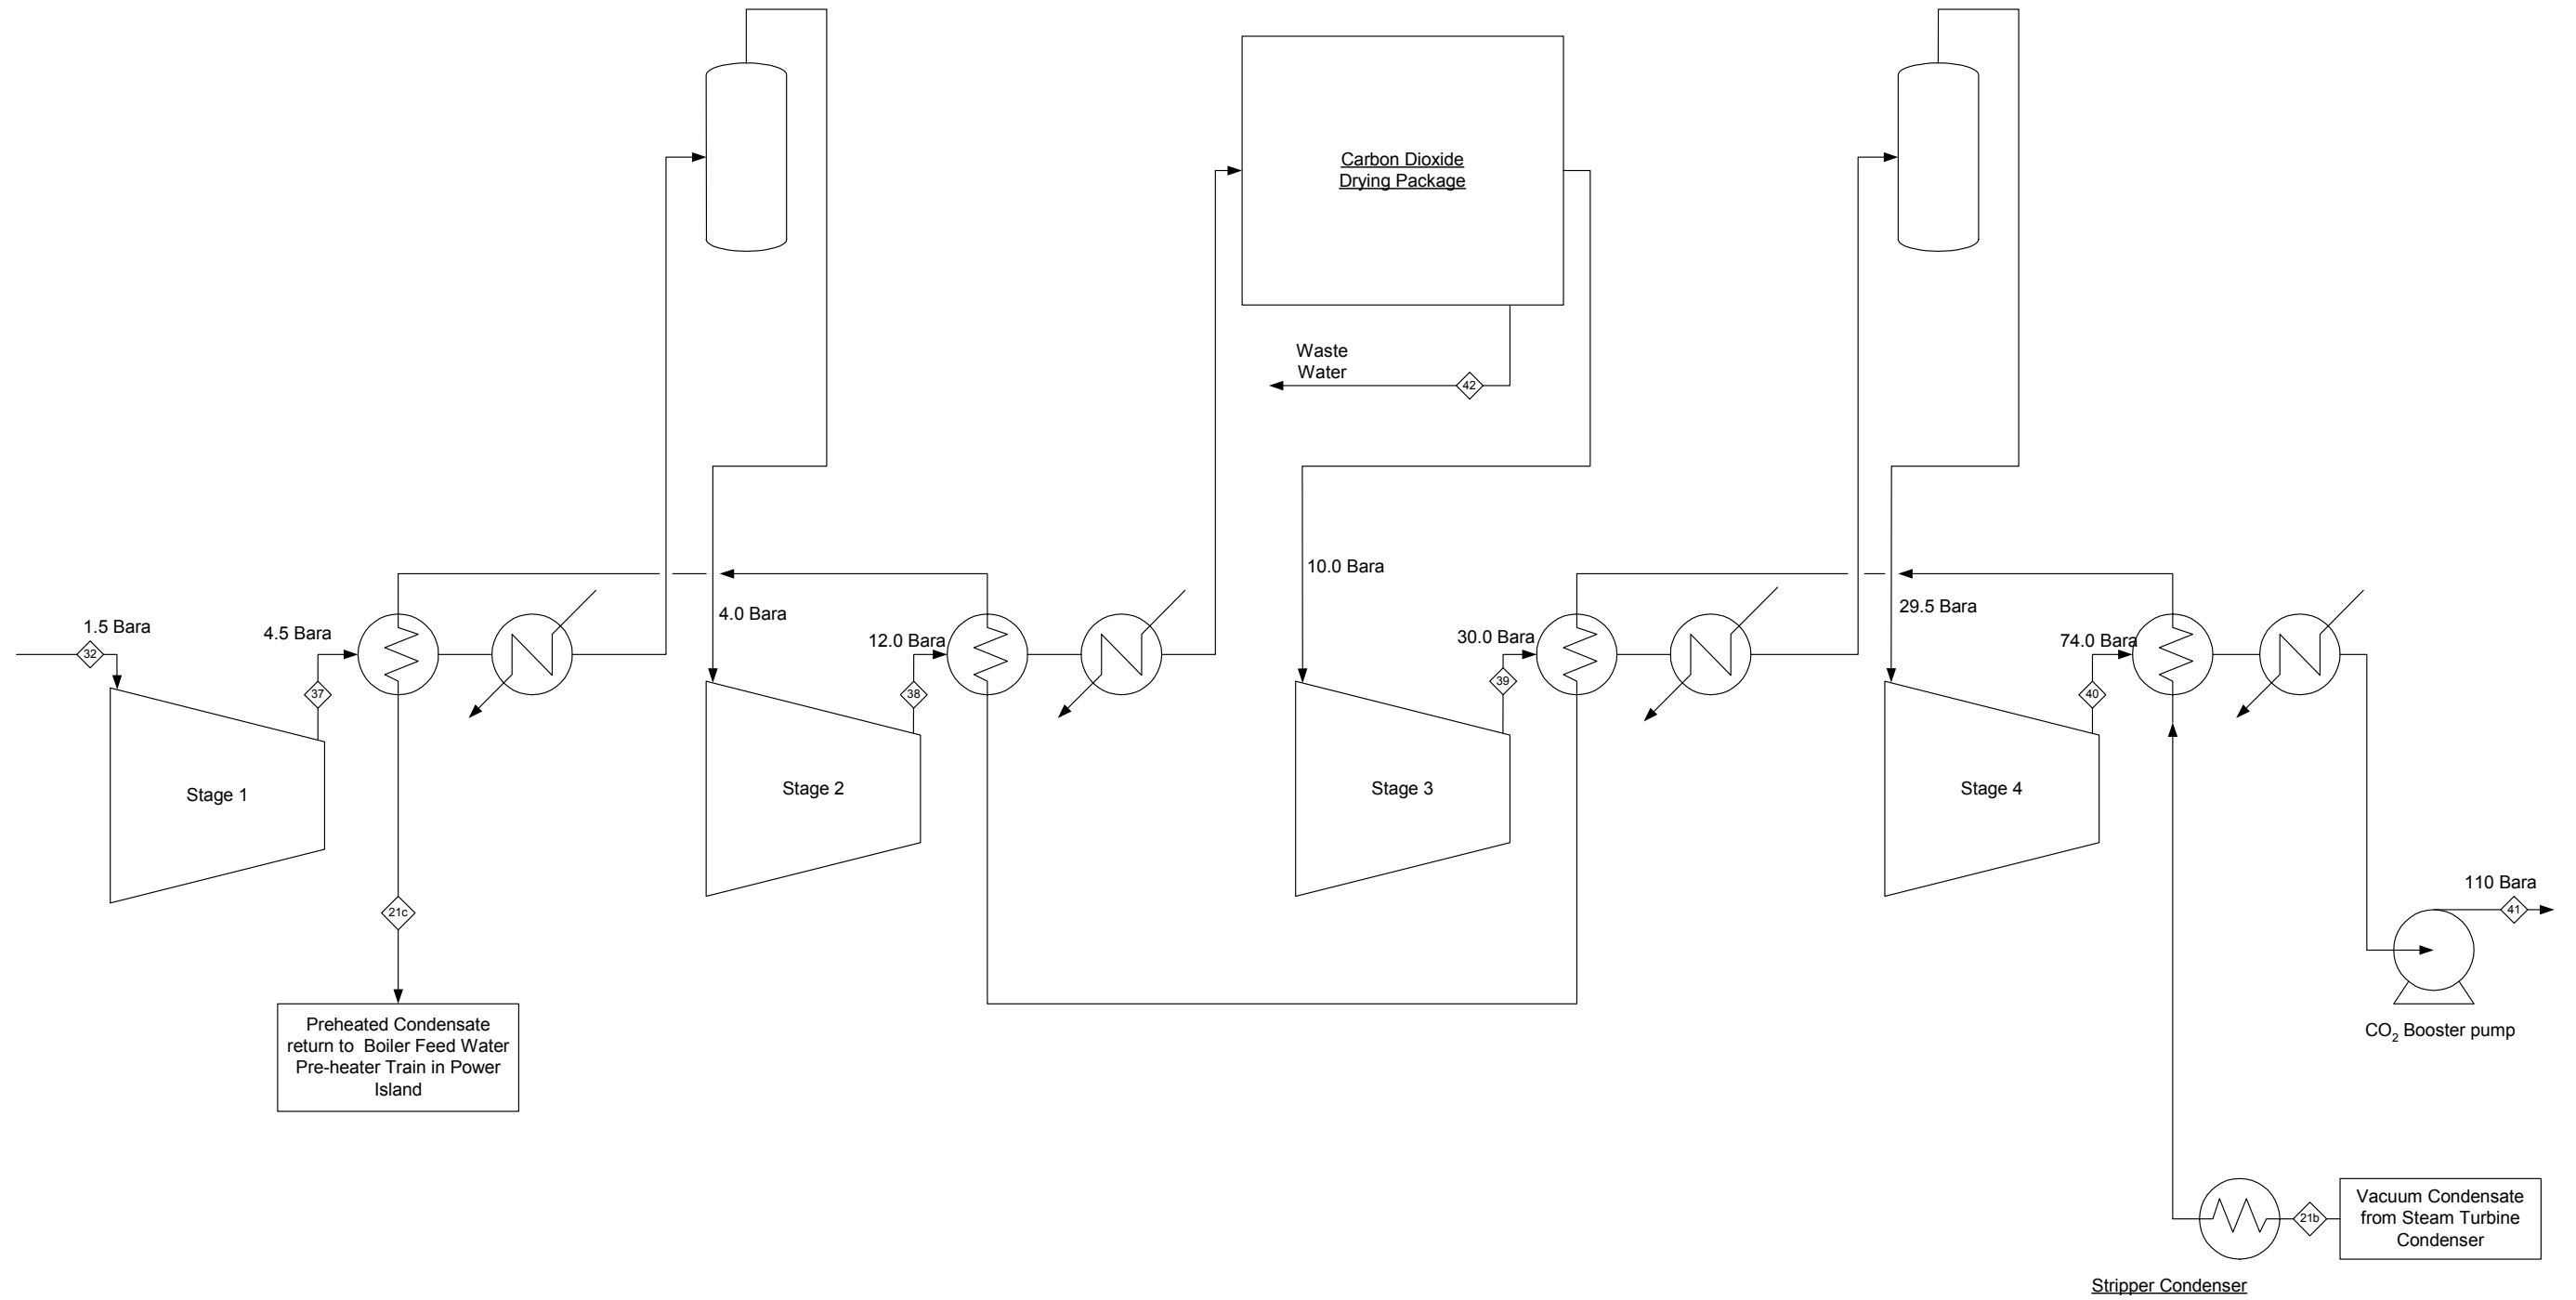 Carbon Dioxide
Drying Package
Waste
Water
42
10.0 Bara
1.5 Bara
32
4.5 Bara
37
4.0 Bara
12.0 Bara
38
30.0 Bara
39
29.5 Bara
74.0 Bara
40
Stage 1
Stage 2
Stage 3
Stage 4
21c
110 Bara
41
Preheated Condensate
return to Boiler Feed Water
Pre-heater Train in Power
Island
CO2 Booster pump
21b
Vacuum Condensate
from Steam Turbine
Condenser
Stripper Condenser